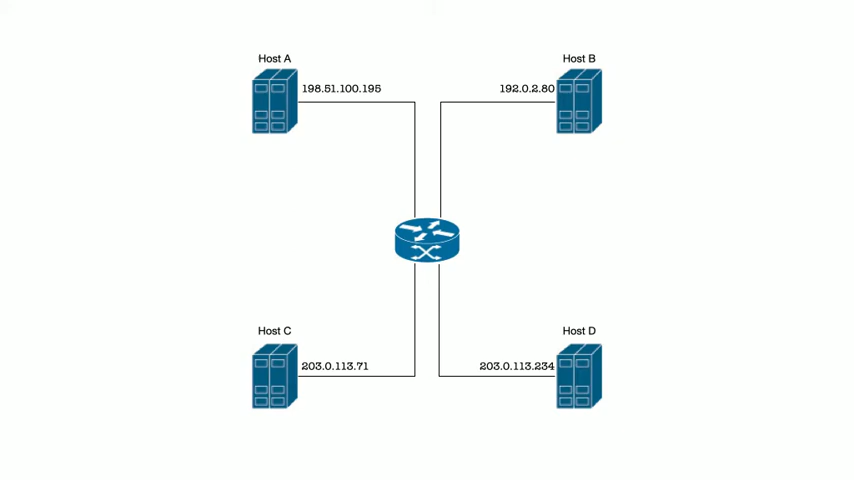 Host A
Host B
198.51.100.195
192.0.2.80
Host C
Host D
203.0.113.71
203.0.113.234